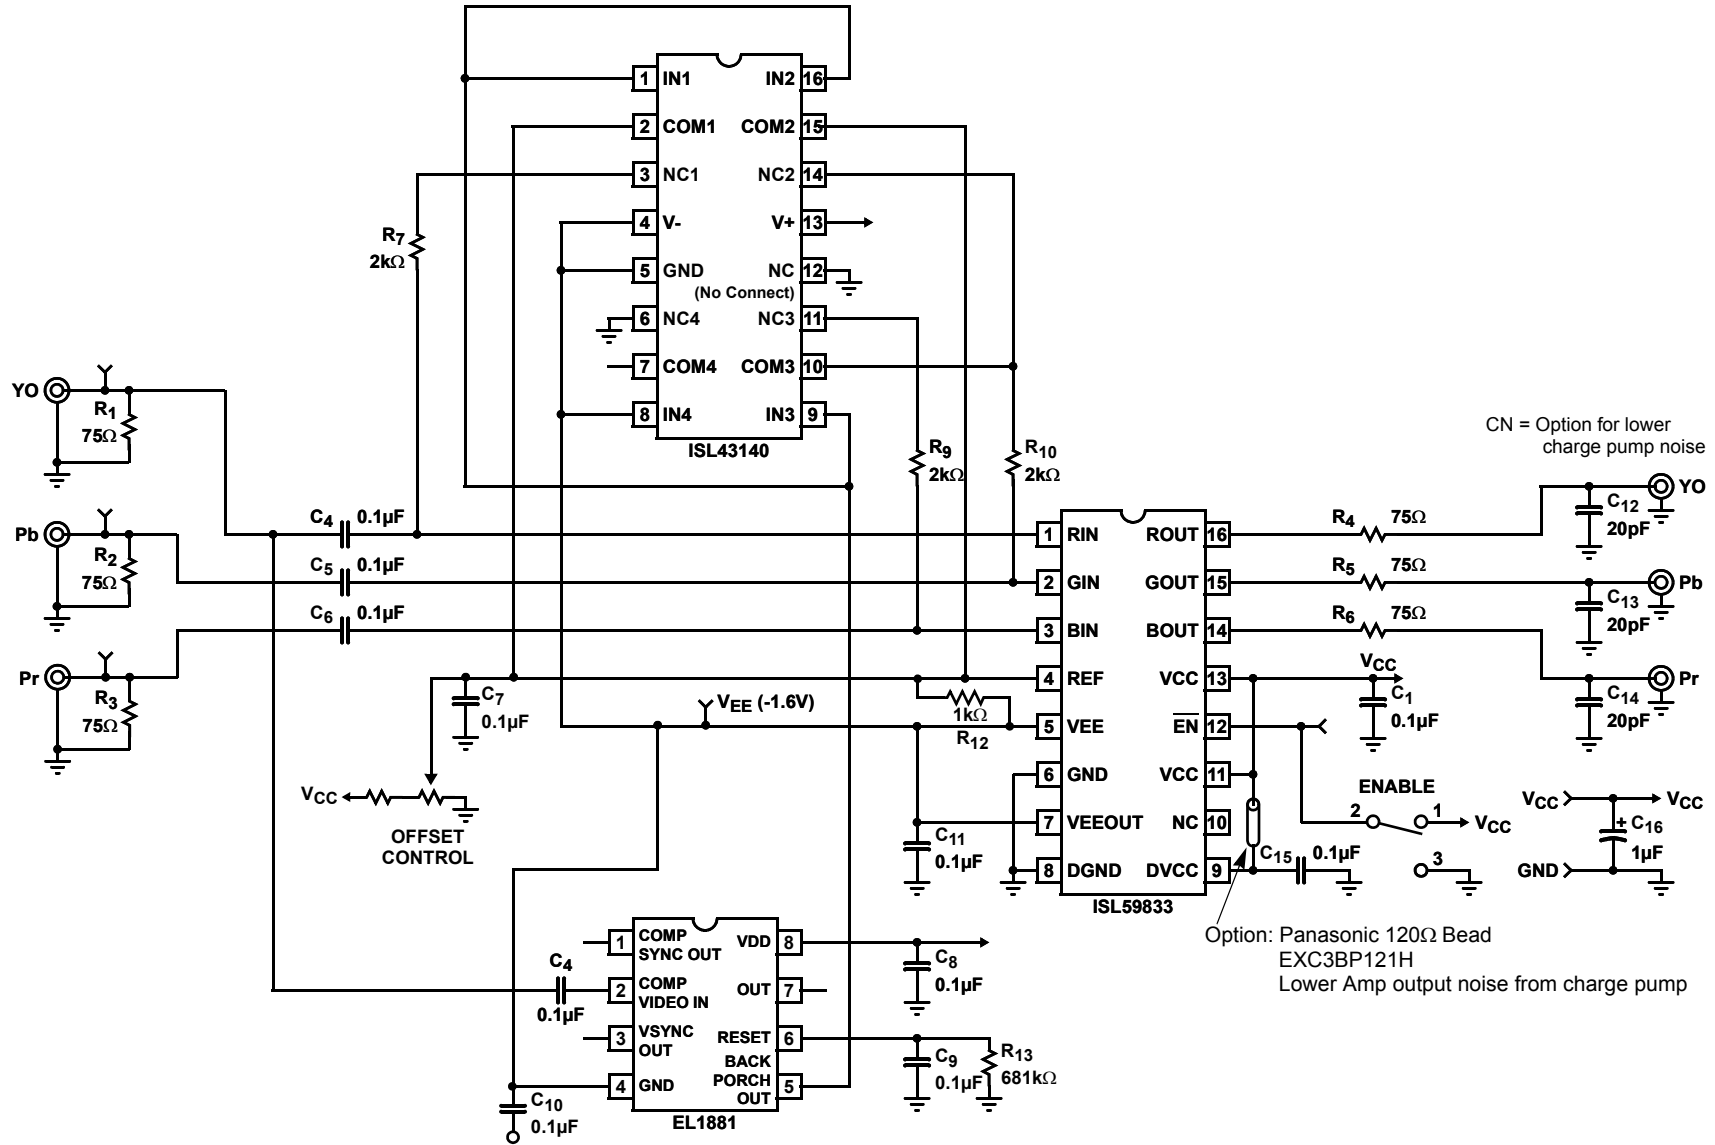 1 IN1 IN2 16
2 COM1 COM2 15
3 NC1 NC2 14
4 V- V+ 13
5 GND NC 12
(No Connect)
6 NC4 NC3 11
7 COM4 COM3 10
8 IN4 IN3 9
ISL43140
R7
2kΩ
YO
R1
75Ω
Pb
R2
75Ω
Pr
R3
75Ω
C4 0.1µF
C5 0.1µF
C6 0.1µF
R9
2kΩ
R10
2kΩ
CN = Option for lower
charge pump noise
1 RIN ROUT 16
2 GIN GOUT 15
3 BIN BOUT 14
4 REF VCC 13
5 VEE EN 12
6 GND VCC 11
7 VEEOUT NC 10
8 DGND DVCC 9
ISL59833
R4 75Ω
R5 75Ω
R6 75Ω
C12
20pF
YO
C13
20pF
Pb
C14
20pF
Pr
VCC
C1
0.1µF
C7
0.1µF
VEE (-1.6V)
1kΩ
R12
VCC
OFFSET
CONTROL
C11
0.1µF
ENABLE
2 1 VCC
3
VCC VCC
+ C16
1µF
GND
C15 0.1µF
Option: Panasonic 120Ω Bead
EXC3BP121H
Lower Amp output noise from charge pump
1 COMP SYNC OUT VDD 8
2 COMP VIDEO IN OUT 7
3 VSYNC OUT RESET 6
4 GND BACK PORCH OUT 5
EL1881
C4
0.1µF
C8
0.1µF
C9
0.1µF
R13
681kΩ
C10
0.1µF